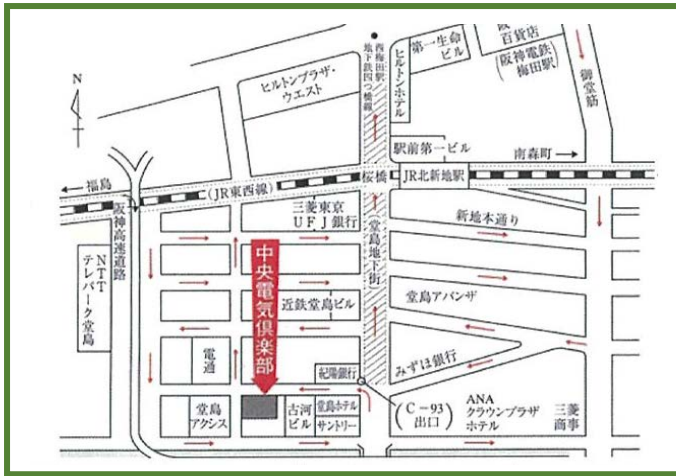 N
西梅田駅
地下鉄四つ橋線
ヒルトンプラザ・
ウエスト
ヒルトンホテル
第一生命
ビル
百貨店
(阪神電鉄
梅田駅)
御堂筋
駅前第一ビル
南森町
福島
(JR東西線)
桜橋
JR北新地駅
阪神高速道路
三菱東京
UFJ銀行
新地本通り
(堂島地下街)
NTT
テレパーク堂島
中央電気倶楽部
近鉄堂島ビル
堂島アバンザ
電通
紀陽銀行
みずほ銀行
堂島
アクシス
古河
ビル
堂島ホテル
サントリー
(C-93
出口)
ANA
クラウンプラザ
ホテル
三菱
商事